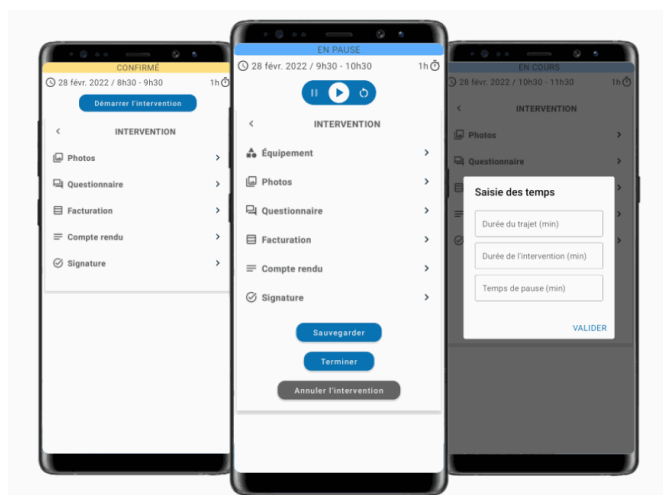 CONFIRMÉ
28 févr. 2022 / 8h30 - 9h30 1h
Démarrer l'intervention
INTERVENTION
Photos
Questionnaire
Facturation
Compte rendu
Signature
EN PAUSE
28 févr. 2022 / 9h30 - 10h30 1h
INTERVENTION
Équipement
Photos
Questionnaire
Facturation
Compte rendu
Signature
Sauvegarder
Terminer
Annuler l'intervention
EN COURS
28 févr. 2022 / 10h30 - 11h30 1h
INTERVENTION
Photos
Questionnaire
Saisie des temps
Durée du trajet (min)
Durée de l'intervention (min)
Temps de pause (min)
VALIDER